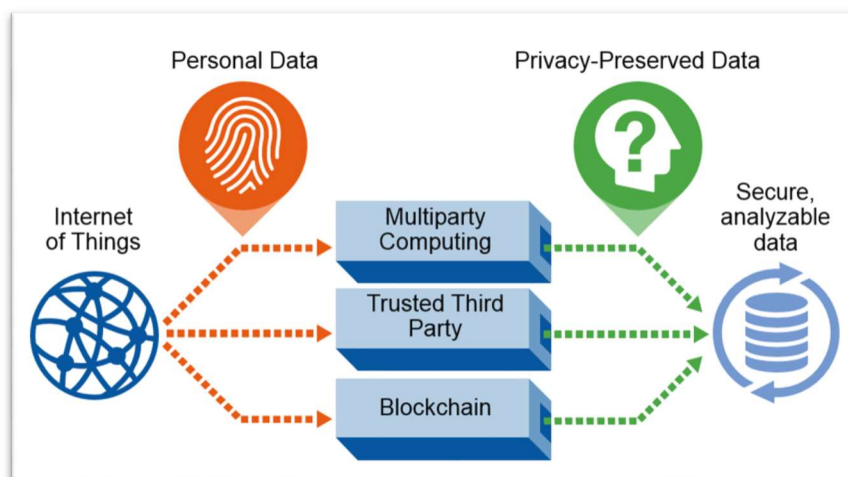 Personal Data
Privacy-Preserved Data
Internet
of Things
Multiparty
Computing
Secure,
analyzable
data
?
Trusted Third
Party
Blockchain